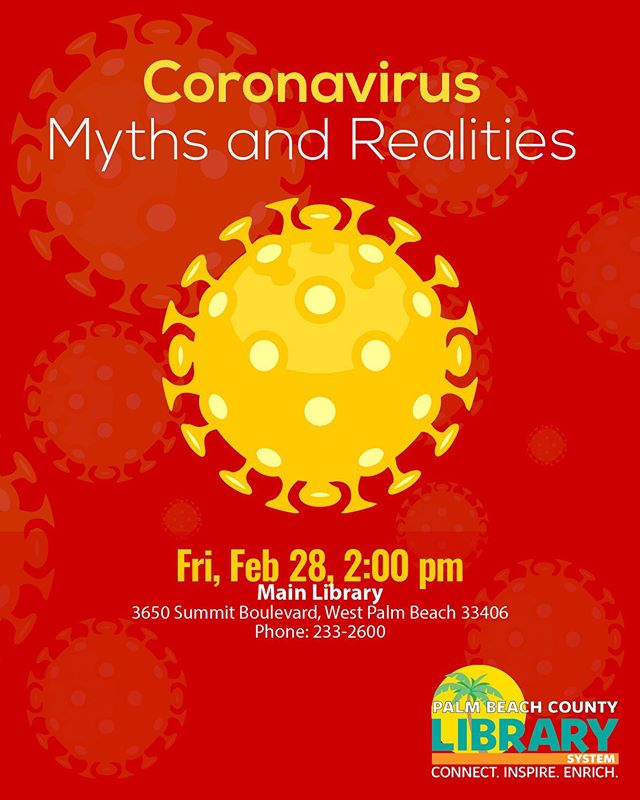 Coronavirus
Myths and Realities
Fri, Feb 28, 2:00 pm
Main Library
3650 Summit Boulevard, West Palm Beach 33406
Phone: 233-2600
PALM BEACH COUNTY
LIBRARY
SYSTEM
CONNECT. INSPIRE. ENRICH.